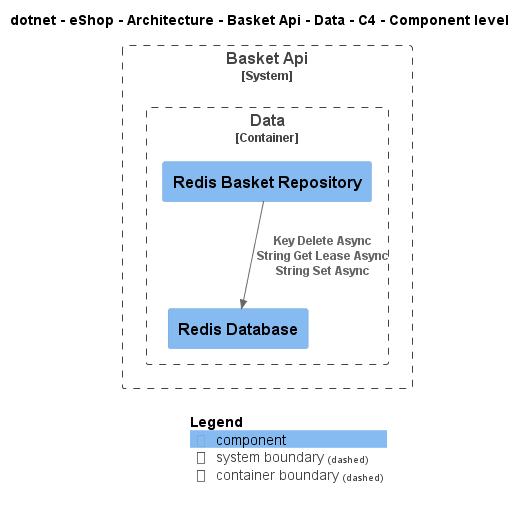 dotnet - eShop - Architecture - Basket Api - Data - C4 - Component level
Basket Api
[System]
Data
[Container]
Redis Basket Repository
Key Delete Async
String Get Lease Async
String Set Async
Redis Database
Legend
component
system boundary (dashed)
container boundary (dashed)